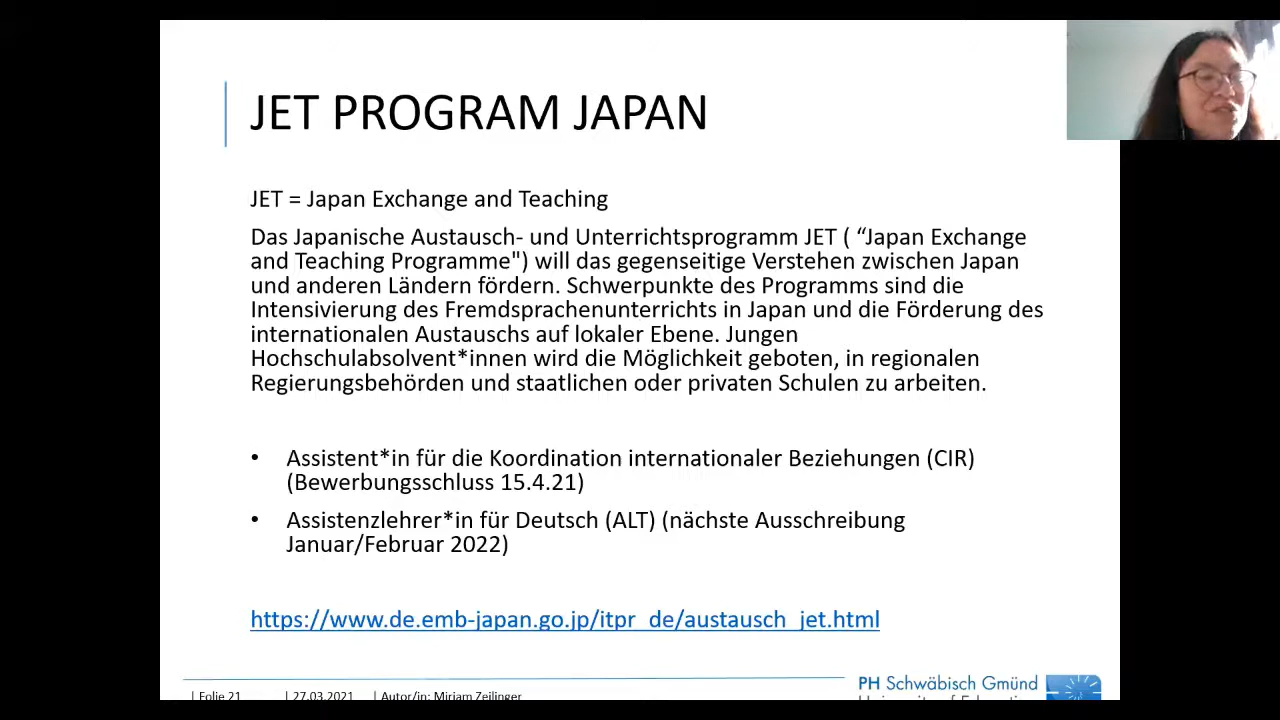 JET PROGRAM JAPAN
JET = Japan Exchange and Teaching
Das Japanische Austausch- und Unterrichtsprogramm JET ( “Japan Exchange
and Teaching Programme") will das gegenseitige Verstehen zwischen Japan
und anderen Ländern fördern. Schwerpunkte des Programms sind die
Intensivierung des Fremdsprachenunterrichts in Japan und die Förderung des
internationalen Austauschs auf lokaler Ebene. Jungen
Hochschulabsolvent*innen wird die Möglichkeit geboten, in regionalen
Regierungsbehörden und staatlichen oder privaten Schulen zu arbeiten.
• Assistent*in für die Koordination internationaler Beziehungen (CIR)
(Bewerbungsschluss 15.4.21)
• Assistenzlehrer*in für Deutsch (ALT) (nächste Ausschreibung
Januar/Februar 2022)
https://www.de.emb-japan.go.jp/itpr_de/austausch_jet.html
| Folie 21 | 27.03.2021 | Autor/in: Miriam Zeilinger
PH Schwäbisch Gmünd
University of Education